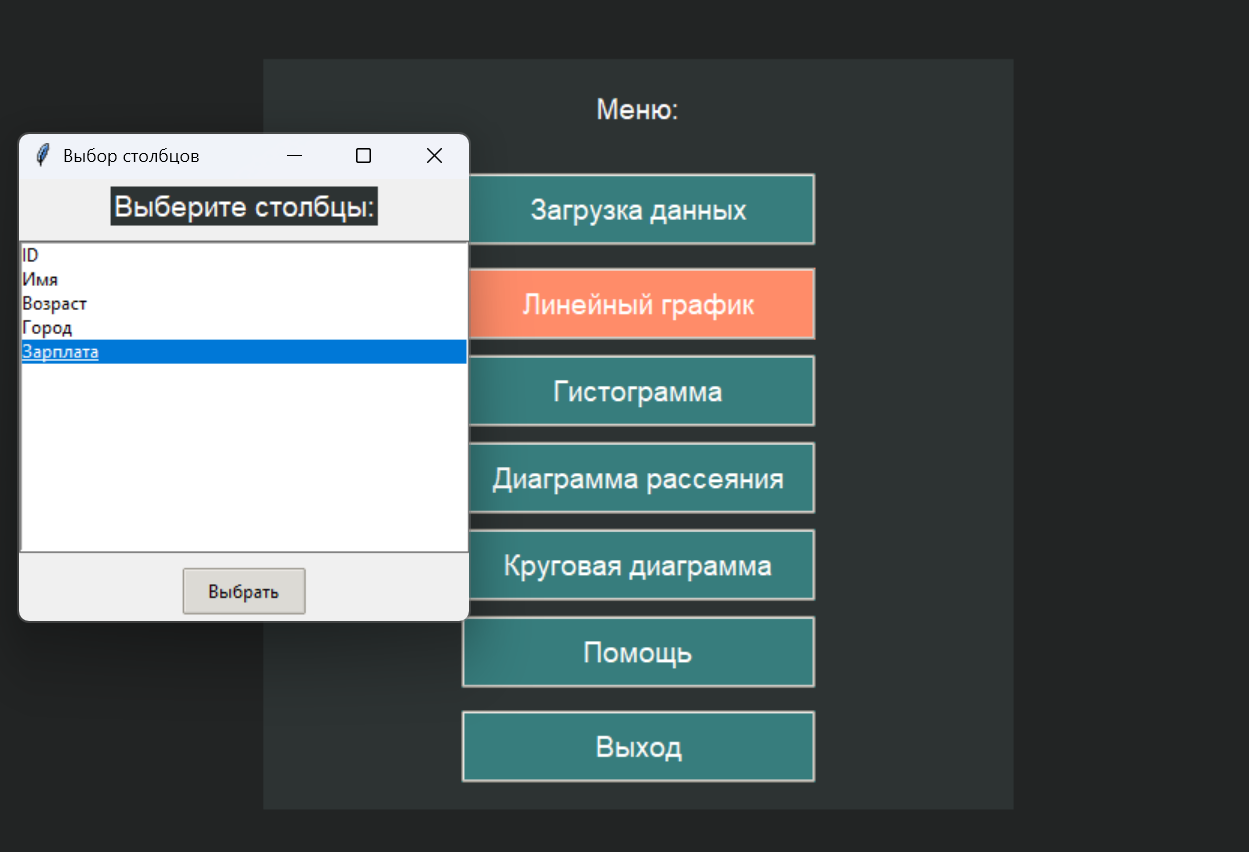 Меню:
Выбор столбцов
Выберите столбцы:
ID
Имя
Возраст
Город
Зарплата
Выбрать
Загрузка данных
Линейный график
Гистограмма
Диаграмма рассеяния
Круговая диаграмма
Помощь
Выход